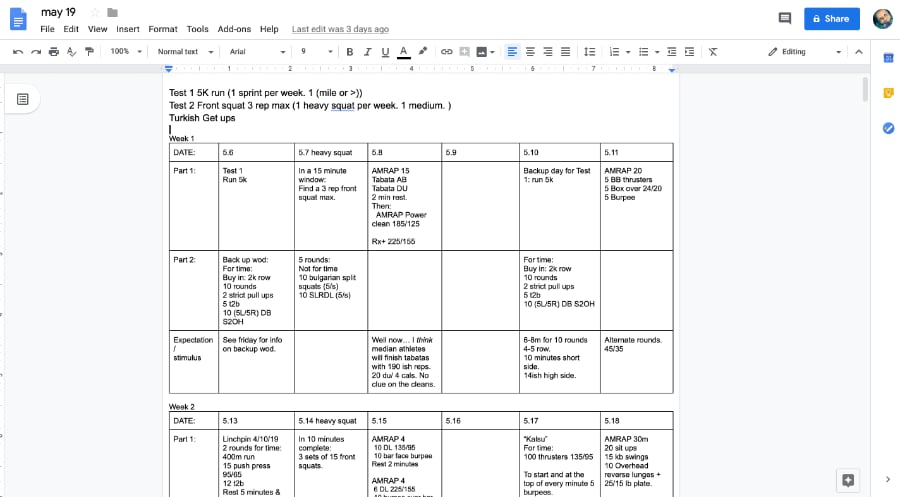 may 19
File Edit View Insert Format Tools Add-ons Help Last edit was 3 days ago
Share
100% Normal text Arial 9 B I U A Editing
1 2 3 4 5 6 7 8
Test 1 5K run (1 sprint per week. 1 (mile or >))
Test 2 Front squat 3 rep max (1 heavy squat per week. 1 medium. )
Turkish Get ups
Week 1
DATE: 5.6 5.7 heavy squat 5.8 5.9 5.10 5.11
Part 1:
Test 1
Run 5k
In a 15 minute
window:
Find a 3 rep front
squat max.
AMRAP 15
Tabata AB
Tabata DU
2 min rest.
Then:
AMRAP Power
clean 185/125
Rx+ 225/155
Backup day for Test
1: run 5k
AMRAP 20
5 BB thrusters
5 Box over 24/20
5 Burpee
Part 2:
Back up wod:
For time:
Buy in: 2k row
10 rounds
2 strict pull ups
5 t2b
10 (5L/5R) DB
S2OH
5 rounds:
Not for time
10 bulgarian split
squats (5/s)
10 SLRDL (5/s)
For time:
Buy in: 2k row
10 rounds
2 strict pull ups
5 t2b
10 (5L/5R) DB S2OH
Expectation
/
stimulus
See friday for info
on backup wod.
Well now... I think
median athletes
will finish tabatas
with 190 ish reps.
20 du/ 4 cals. No
clue on the cleans.
6-8m for 10 rounds
4-5 row.
10 minutes short
side.
14ish high side.
Alternate rounds.
45/35
Week 2
DATE: 5.13 5.14 heavy squat 5.15 5.16 5.17 5.18
Part 1:
Linchpin 4/10/19
2 rounds for time:
400m run
15 push press
95/65
12 t2b
Rest 5 minutes &
In 10 minutes
complete:
3 sets of 15 front
squats.
AMRAP 4
10 DL 135/95
10 bar face burpee
Rest 2 minutes
AMRAP 4
6 DL 225/155
"Kalsu"
For time:
100 thrusters 135/95
To start and at the
top of every minute 5
burpees.
AMRAP 30m
20 sit ups
15 kb swings
10 Overhead
reverse lunges +
25/15 lb plate.